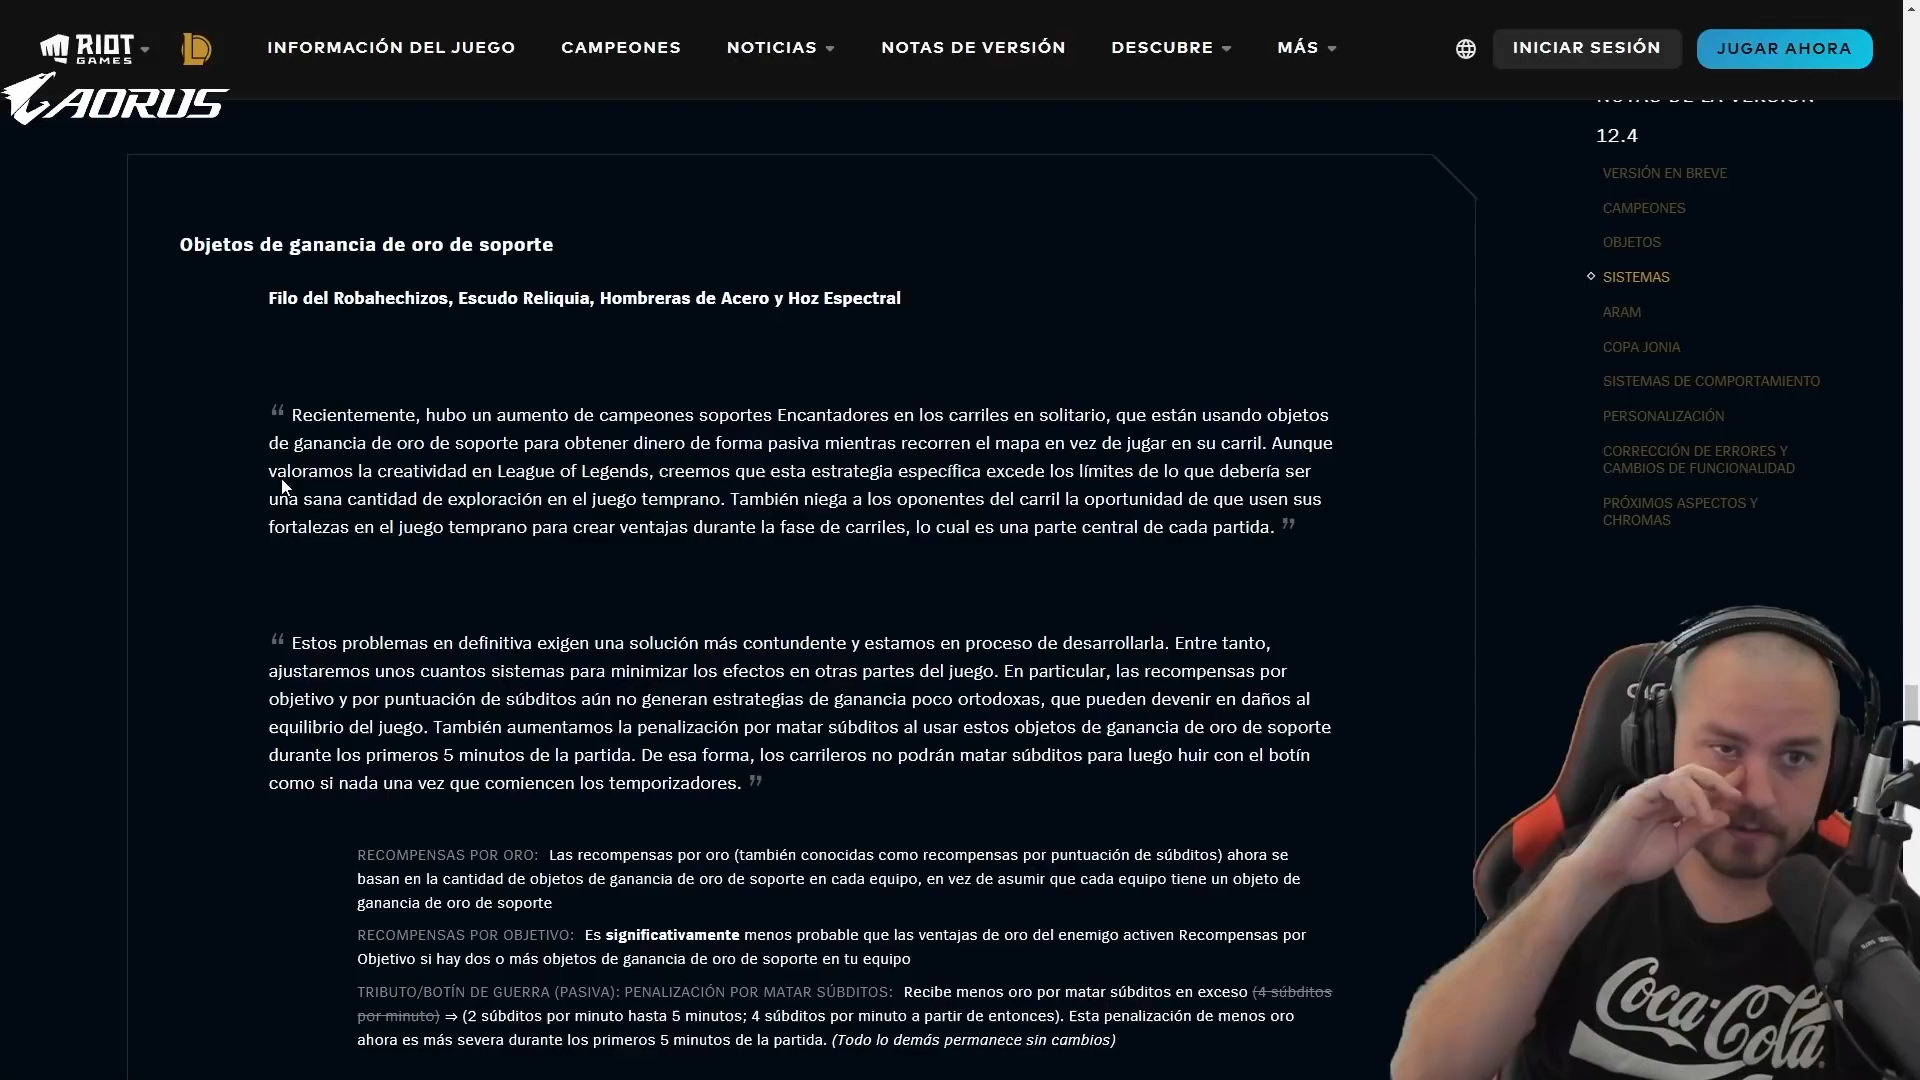 RIOT GAMES
INFORMACIÓN DEL JUEGO
CAMPEONES
NOTICIAS
NOTAS DE VERSIÓN
DESCUBRE
MÁS
INICIAR SESIÓN
JUGAR AHORA
AORUS
Objetos de ganancia de oro de soporte
Filo del Robahechizos, Escudo Reliquia, Hombreras de Acero y Hoz Espectral
“ Recientemente, hubo un aumento de campeones soportes Encantadores en los carriles en solitario, que están usando objetos
de ganancia de oro de soporte para obtener dinero de forma pasiva mientras recorren el mapa en vez de jugar en su carril. Aunque
valoramos la creatividad en League of Legends, creemos que esta estrategia específica excede los límites de lo que debería ser
una sana cantidad de exploración en el juego temprano. También niega a los oponentes del carril la oportunidad de que usen sus
fortalezas en el juego temprano para crear ventajas durante la fase de carriles, lo cual es una parte central de cada partida. ”
“ Estos problemas en definitiva exigen una solución más contundente y estamos en proceso de desarrollarla. Entre tanto,
ajustaremos unos cuantos sistemas para minimizar los efectos en otras partes del juego. En particular, las recompensas por
objetivo y por puntuación de súbditos aún no generan estrategias de ganancia poco ortodoxas, que pueden devenir en daños al
equilibrio del juego. También aumentamos la penalización por matar súbditos al usar estos objetos de ganancia de oro de soporte
durante los primeros 5 minutos de la partida. De esa forma, los carrileros no podrán matar súbditos para luego huir con el botín
como si nada una vez que comiencen los temporizadores. ”
RECOMPENSAS POR ORO: Las recompensas por oro (también conocidas como recompensas por puntuación de súbditos) ahora se
basan en la cantidad de objetos de ganancia de oro de soporte en cada equipo, en vez de asumir que cada equipo tiene un objeto de
ganancia de oro de soporte
RECOMPENSAS POR OBJETIVO: Es significativamente menos probable que las ventajas de oro del enemigo activen Recompensas por
Objetivo si hay dos o más objetos de ganancia de oro de soporte en tu equipo
TRIBUTO/BOTÍN DE GUERRA (PASIVA): PENALIZACIÓN POR MATAR SÚBDITOS: Recibe menos oro por matar súbditos en exceso (4 súbditos
por minuto) ⇒ (2 súbditos por minuto hasta 5 minutos; 4 súbditos por minuto a partir de entonces). Esta penalización de menos oro
ahora es más severa durante los primeros 5 minutos de la partida. (Todo lo demás permanece sin cambios)
NOTAS DE LA VERSIÓN
12.4
VERSIÓN EN BREVE
CAMPEONES
OBJETOS
SISTEMAS
ARAM
COPA JONIA
SISTEMAS DE COMPORTAMIENTO
PERSONALIZACIÓN
CORRECCIÓN DE ERRORES Y
CAMBIOS DE FUNCIONALIDAD
PRÓXIMOS ASPECTOS Y
CHROMAS
Coca-Cola